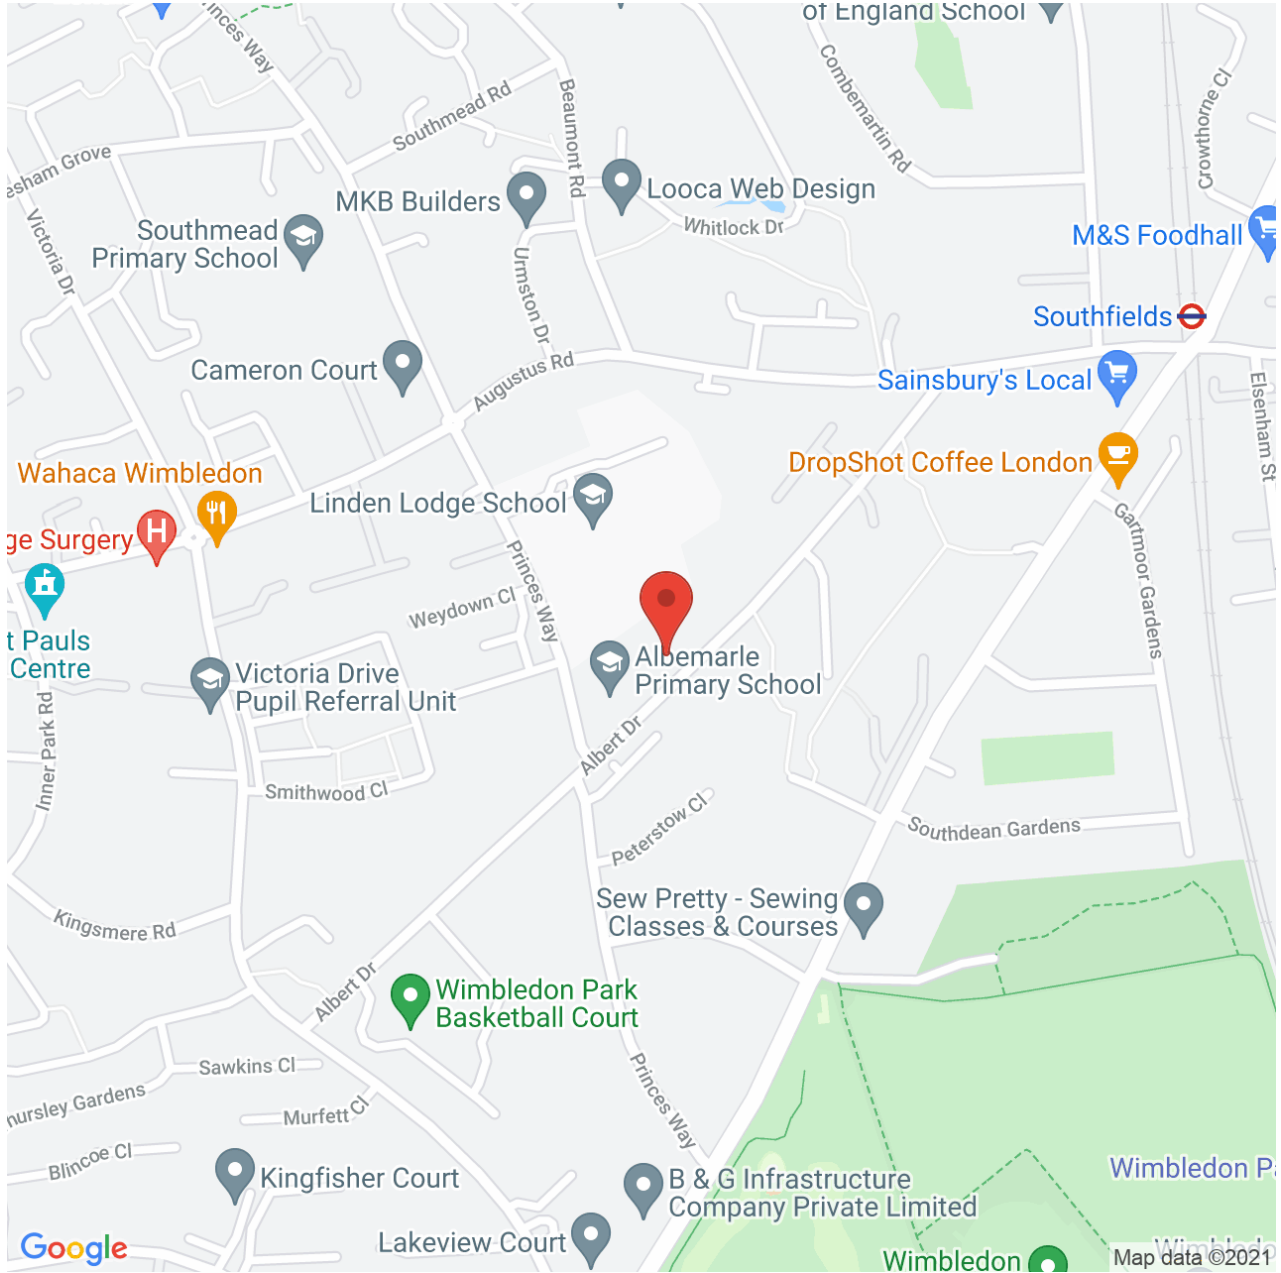 of England School
Princes Way
Combemartin Rd
Crowthorne Cl
Southmead Rd
Beaumont Rd
esham Grove
MKB Builders
Looca Web Design
Whitlock Dr
Victoria Dr
Southmead
Primary School
M&S Foodhall
Urmston Dr
Southfields
Cameron Court
Augustus Rd
Sainsbury's Local
Elsenham St
Wahaca Wimbledon
DropShot Coffee London
Linden Lodge School
Gartmoor Gardens
ge Surgery
Princes Way
Weydown Cl
t Pauls
Centre
Albemarle
Primary School
Victoria Drive
Pupil Referral Unit
Inner Park Rd
Albert Dr
Smithwood Cl
Peterstow Cl
Southdean Gardens
Sew Pretty - Sewing
Classes & Courses
Kingsmere Rd
Albert Dr
Wimbledon Park
Basketball Court
Sawkins Cl
Princes Way
nursley Gardens
Murfett Cl
Blincoe Cl
Kingfisher Court
B & G Infrastructure
Company Private Limited
Wimbledon Pa
Lakeview Court
Wimbledon
Wimbledo
Google
Map data ©2021